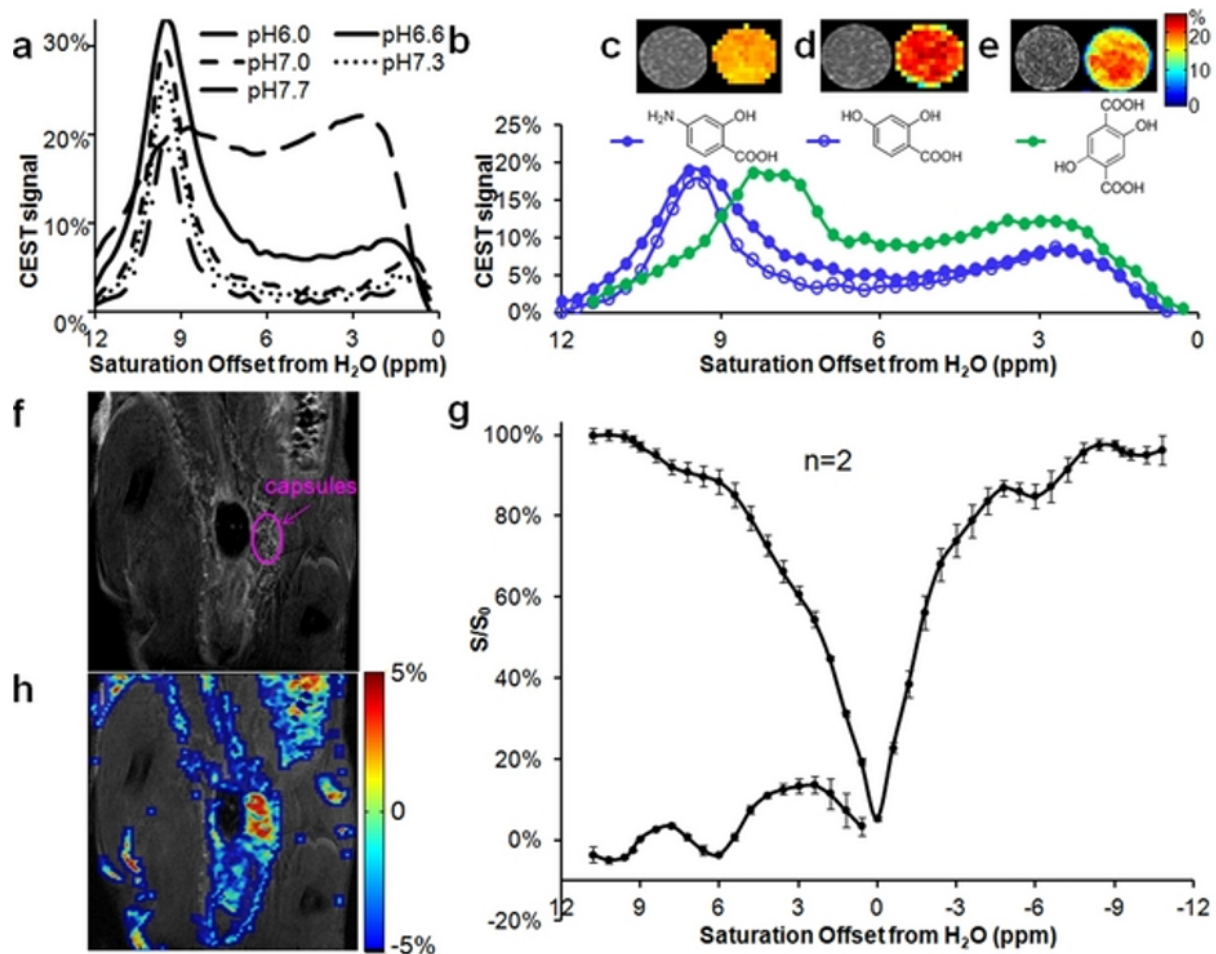 a
30%
20%
10%
0%
CEST signal
pH6.0
pH6.6
pH7.0
pH7.3
pH7.7
12 9 6 3 0
Saturation Offset from H₂O (ppm)
b
25%
20%
15%
10%
5%
0%
CEST signal
12 9 6 3 0
Saturation Offset from H₂O (ppm)
c
d
e
%
20
10
0
H₂N OH COOH
HO OH COOH
COOH OH HO COOH
f
capsules
g
n=2
100%
80%
60%
40%
20%
0%
-20%
S/S₀
12 9 6 3 0 -3 -6 -9 -12
Saturation Offset from H₂O (ppm)
h
5%
0
-5%